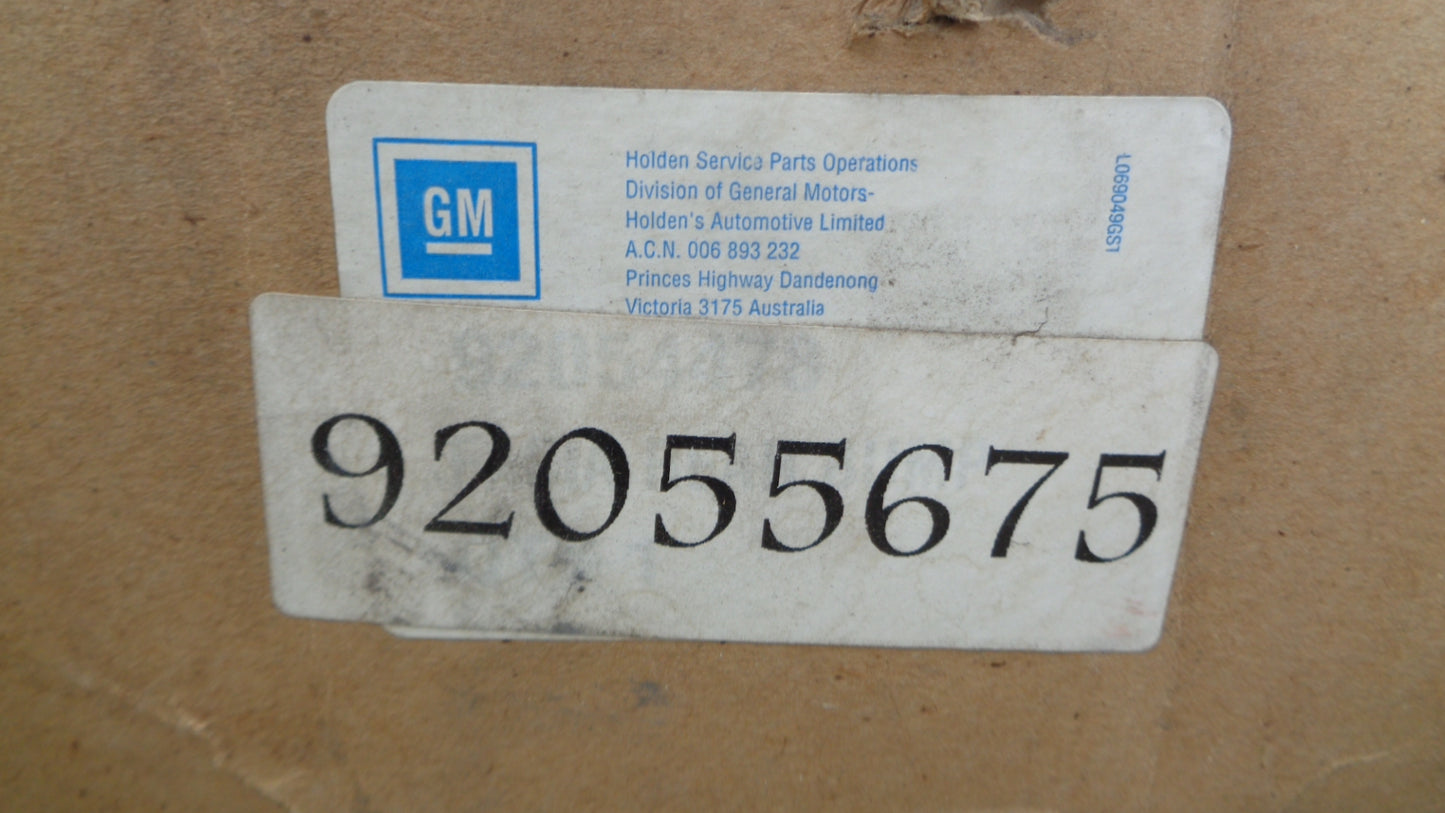 GM
Holden Service Parts Operations
Division of General Motors-
Holden's Automotive Limited
A.C.N. 006 893 232
Princes Highway Dandenong
Victoria 3175 Australia
L069049GS1
92055675